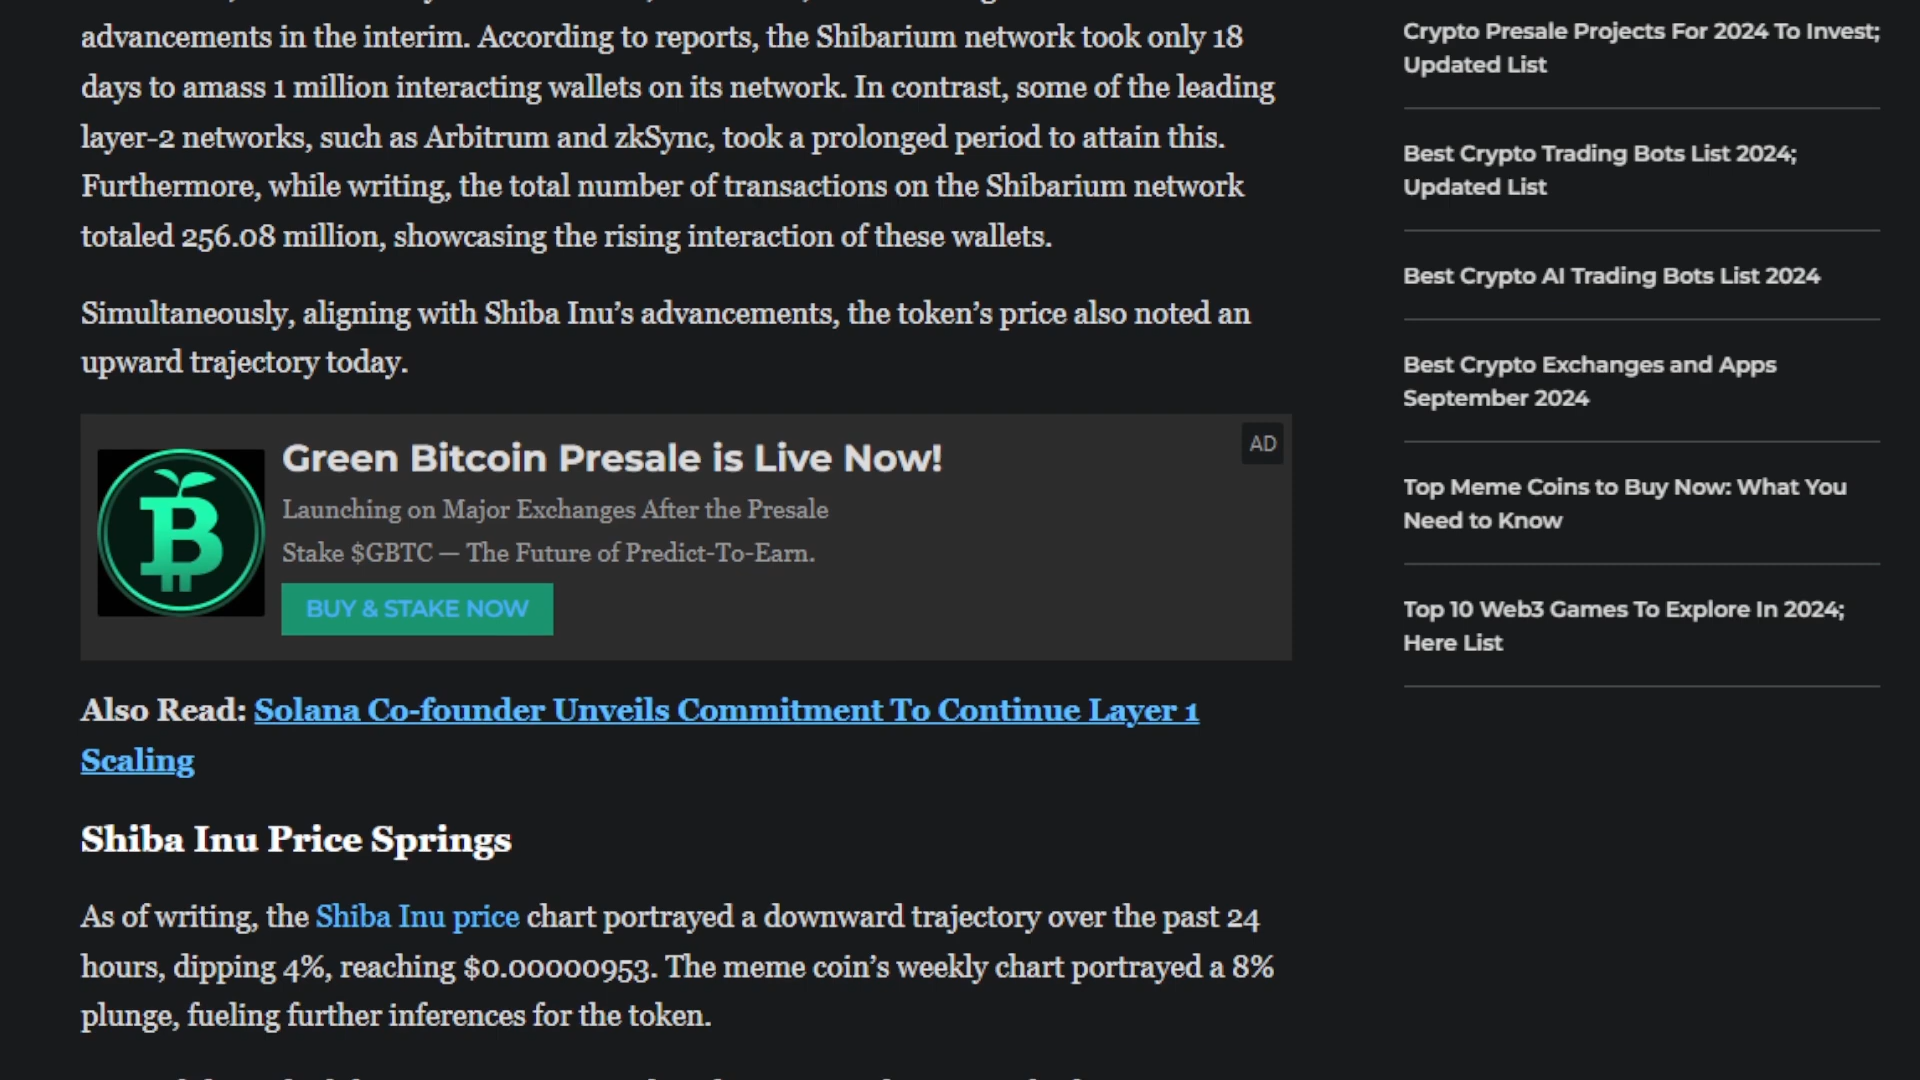 advancements in the interim. According to reports, the Shibarium network took only 18
days to amass 1 million interacting wallets on its network. In contrast, some of the leading
layer-2 networks, such as Arbitrum and zkSync, took a prolonged period to attain this.
Furthermore, while writing, the total number of transactions on the Shibarium network
totaled 256.08 million, showcasing the rising interaction of these wallets.
Simultaneously, aligning with Shiba Inu’s advancements, the token’s price also noted an
upward trajectory today.
Green Bitcoin Presale is Live Now!
AD
Launching on Major Exchanges After the Presale
Stake $GBTC — The Future of Predict-To-Earn.
BUY & STAKE NOW
Also Read: Solana Co-founder Unveils Commitment To Continue Layer 1
Scaling
Shiba Inu Price Springs
As of writing, the Shiba Inu price chart portrayed a downward trajectory over the past 24
hours, dipping 4%, reaching $0.00000953. The meme coin’s weekly chart portrayed a 8%
plunge, fueling further inferences for the token.
Crypto Presale Projects For 2024 To Invest;
Updated List
Best Crypto Trading Bots List 2024;
Updated List
Best Crypto AI Trading Bots List 2024
Best Crypto Exchanges and Apps
September 2024
Top Meme Coins to Buy Now: What You
Need to Know
Top 10 Web3 Games To Explore In 2024;
Here List